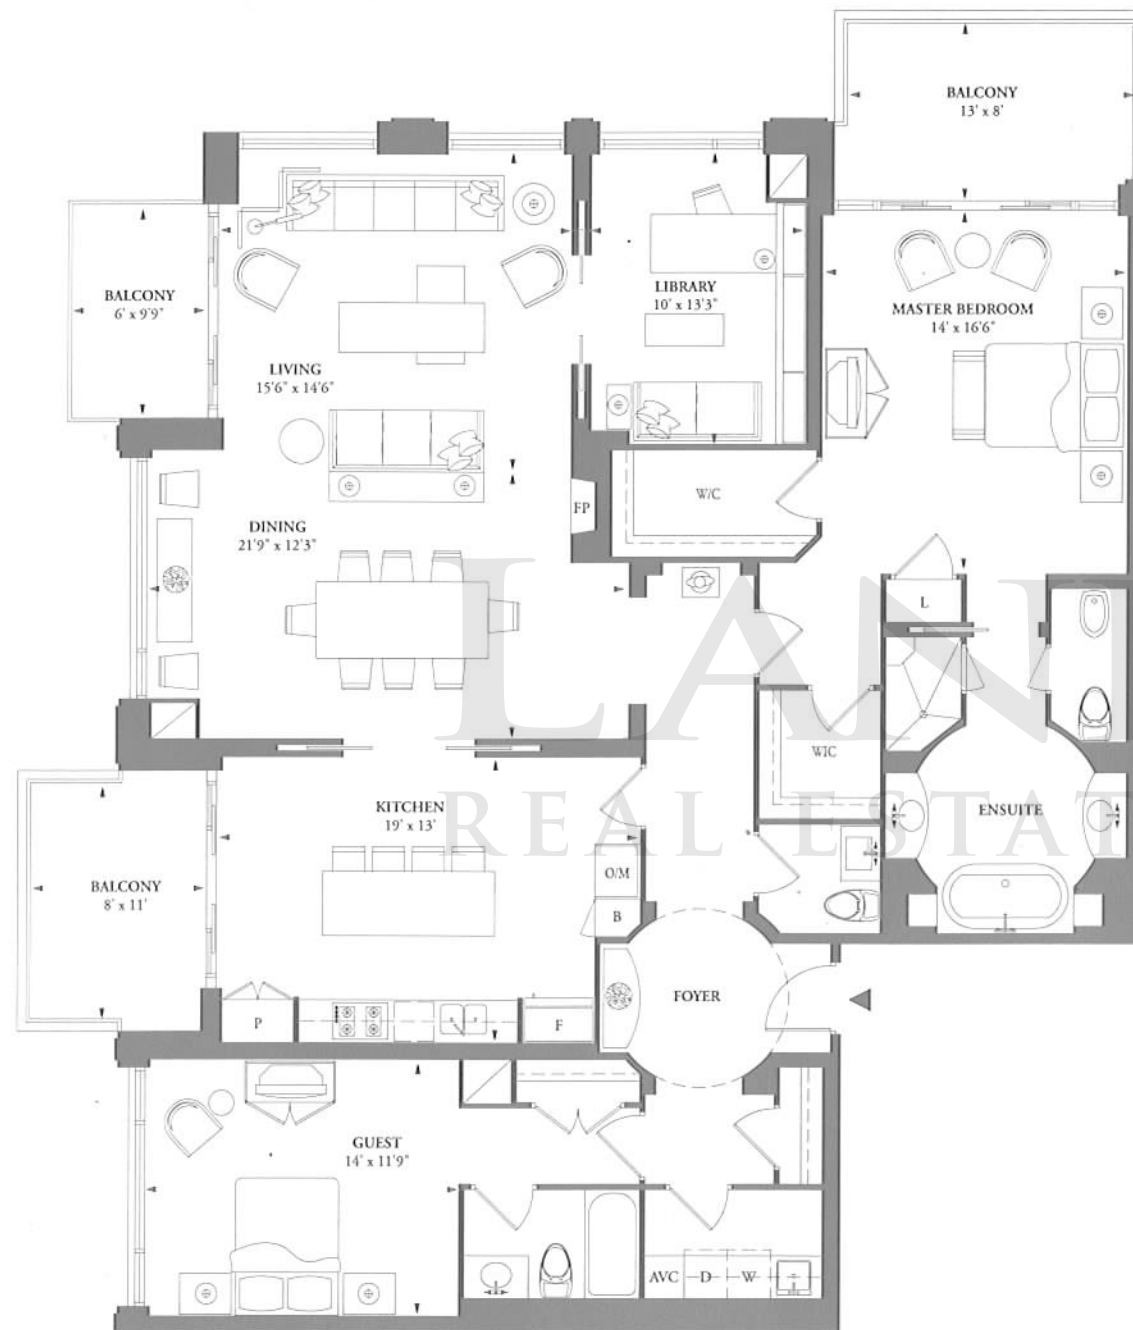 BALCONY
13' x 8'
BALCONY
6' x 9'9"
LIBRARY
10' x 13'3"
MASTER BEDROOM
14' x 16'6"
LIVING
15'6" x 14'6"
W/C
FP
DINING
21'9" x 12'3"
L
LAN
WIC
KITCHEN
19' x 13'
ENSUITE
REAL ESTAT
O/M
BALCONY
8' x 11'
B
FOYER
P
F
GUEST
14' x 11'9"
AVC
D
W